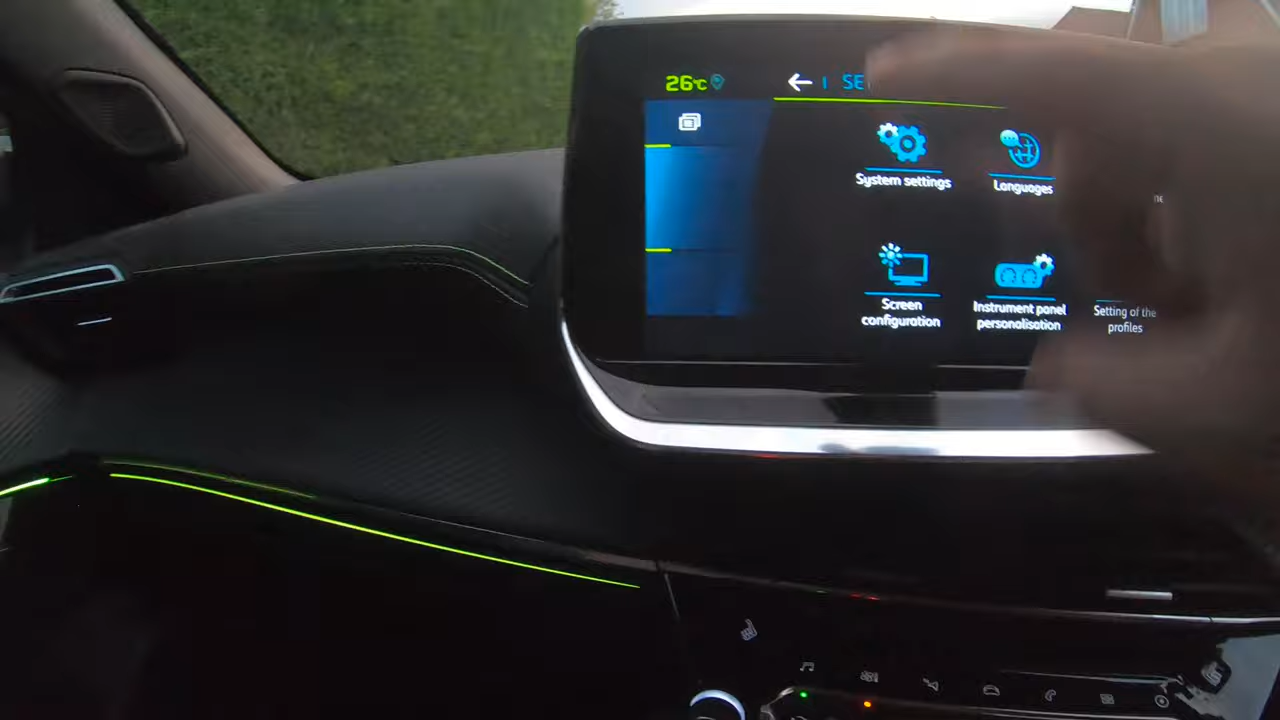 26°C
SE
System settings
Languages
Screen
configuration
Instrument panel
personalisation
Setting of the
profiles